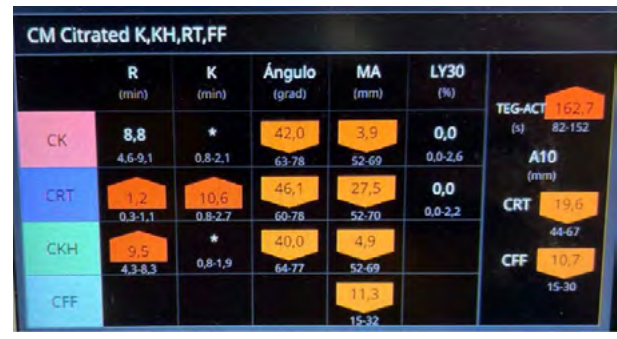 CM Citrated K,KH,RT,FF
R K Ángulo MA LY30
(min) (min) (grad) (mm) (%)
CK 8,8 * 42,0 3,9 0,0
4,6-9,1 0,8-2,1 63-78 52-69 0,0-2,6
CRT 1,2 10,6 46,1 27,5 0,0
0,3-1,1 0.8-2.7 60-78 52-70 0,0-2,2
CKH 9,5 * 40,0 4,9
4,3-8,3 0,8-1,9 64-77 52-69
CFF 11,3
15-32
TEG-ACT 162,7
(s) 82-152
A10
(mm)
CRT 19,6
44-67
CFF 10,7
15-30